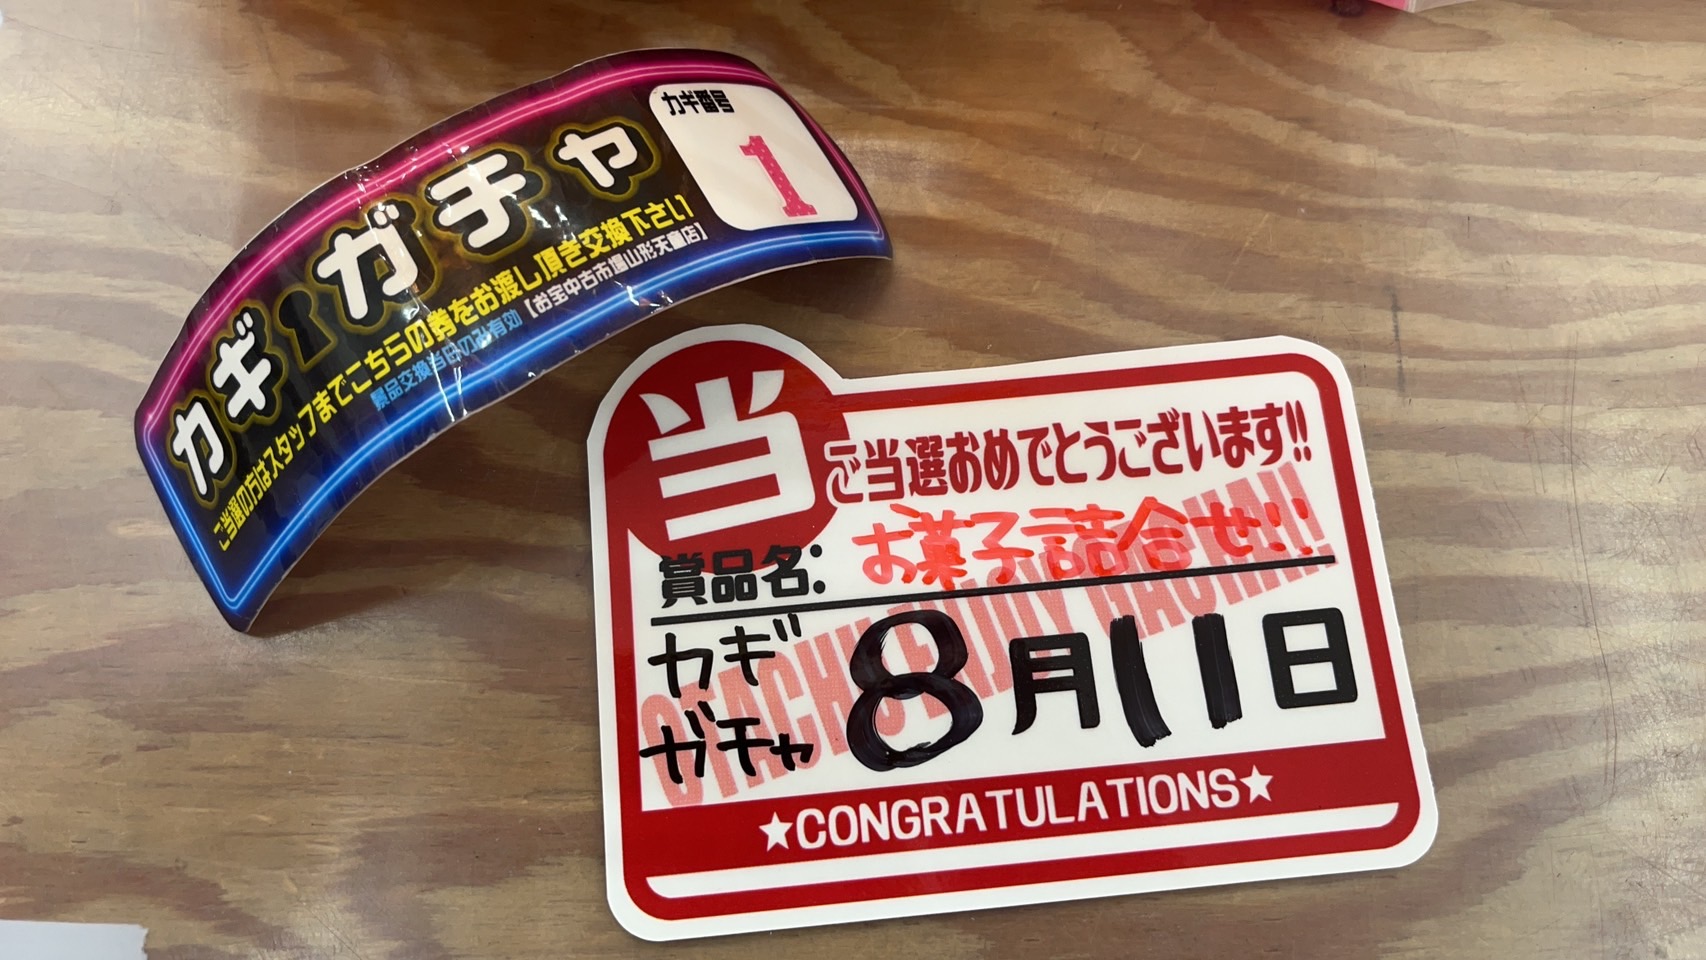 カギガチャ
カギ番号
1
ご当選の方はスタッフまでこちらの券をお渡し頂き交換下さい
景品交換当日のみ有効【お宝中古市場山形天童店】
当
ご当選おめでとうございます!!
賞品名: お菓子詰合せ!!
カギ
ガチャ
8月11日
★CONGRATULATIONS★